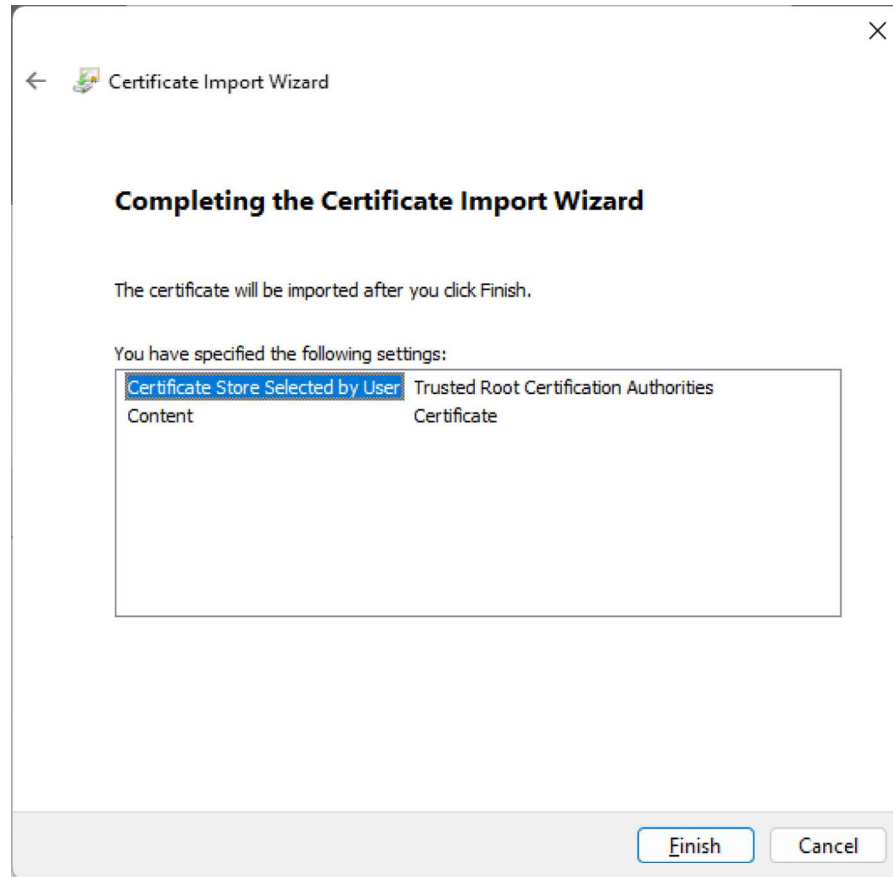 Certificate Import Wizard
Completing the Certificate Import Wizard
The certificate will be imported after you click Finish.
You have specified the following settings:
Certificate Store Selected by User Trusted Root Certification Authorities
Content Certificate
Finish Cancel